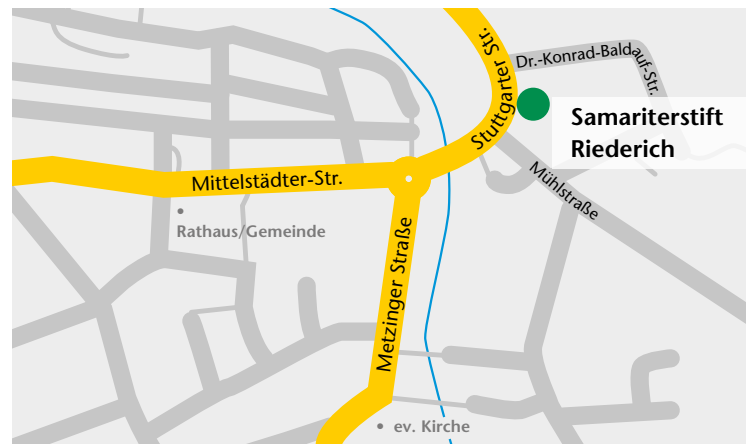 Stuttgarter Str.
Dr.-Konrad-Baldauf-Str.
Samariterstift
Riederich
Mittelstädter-Str.
Mühlstraße
Rathaus/Gemeinde
Metzinger Straße
ev. Kirche